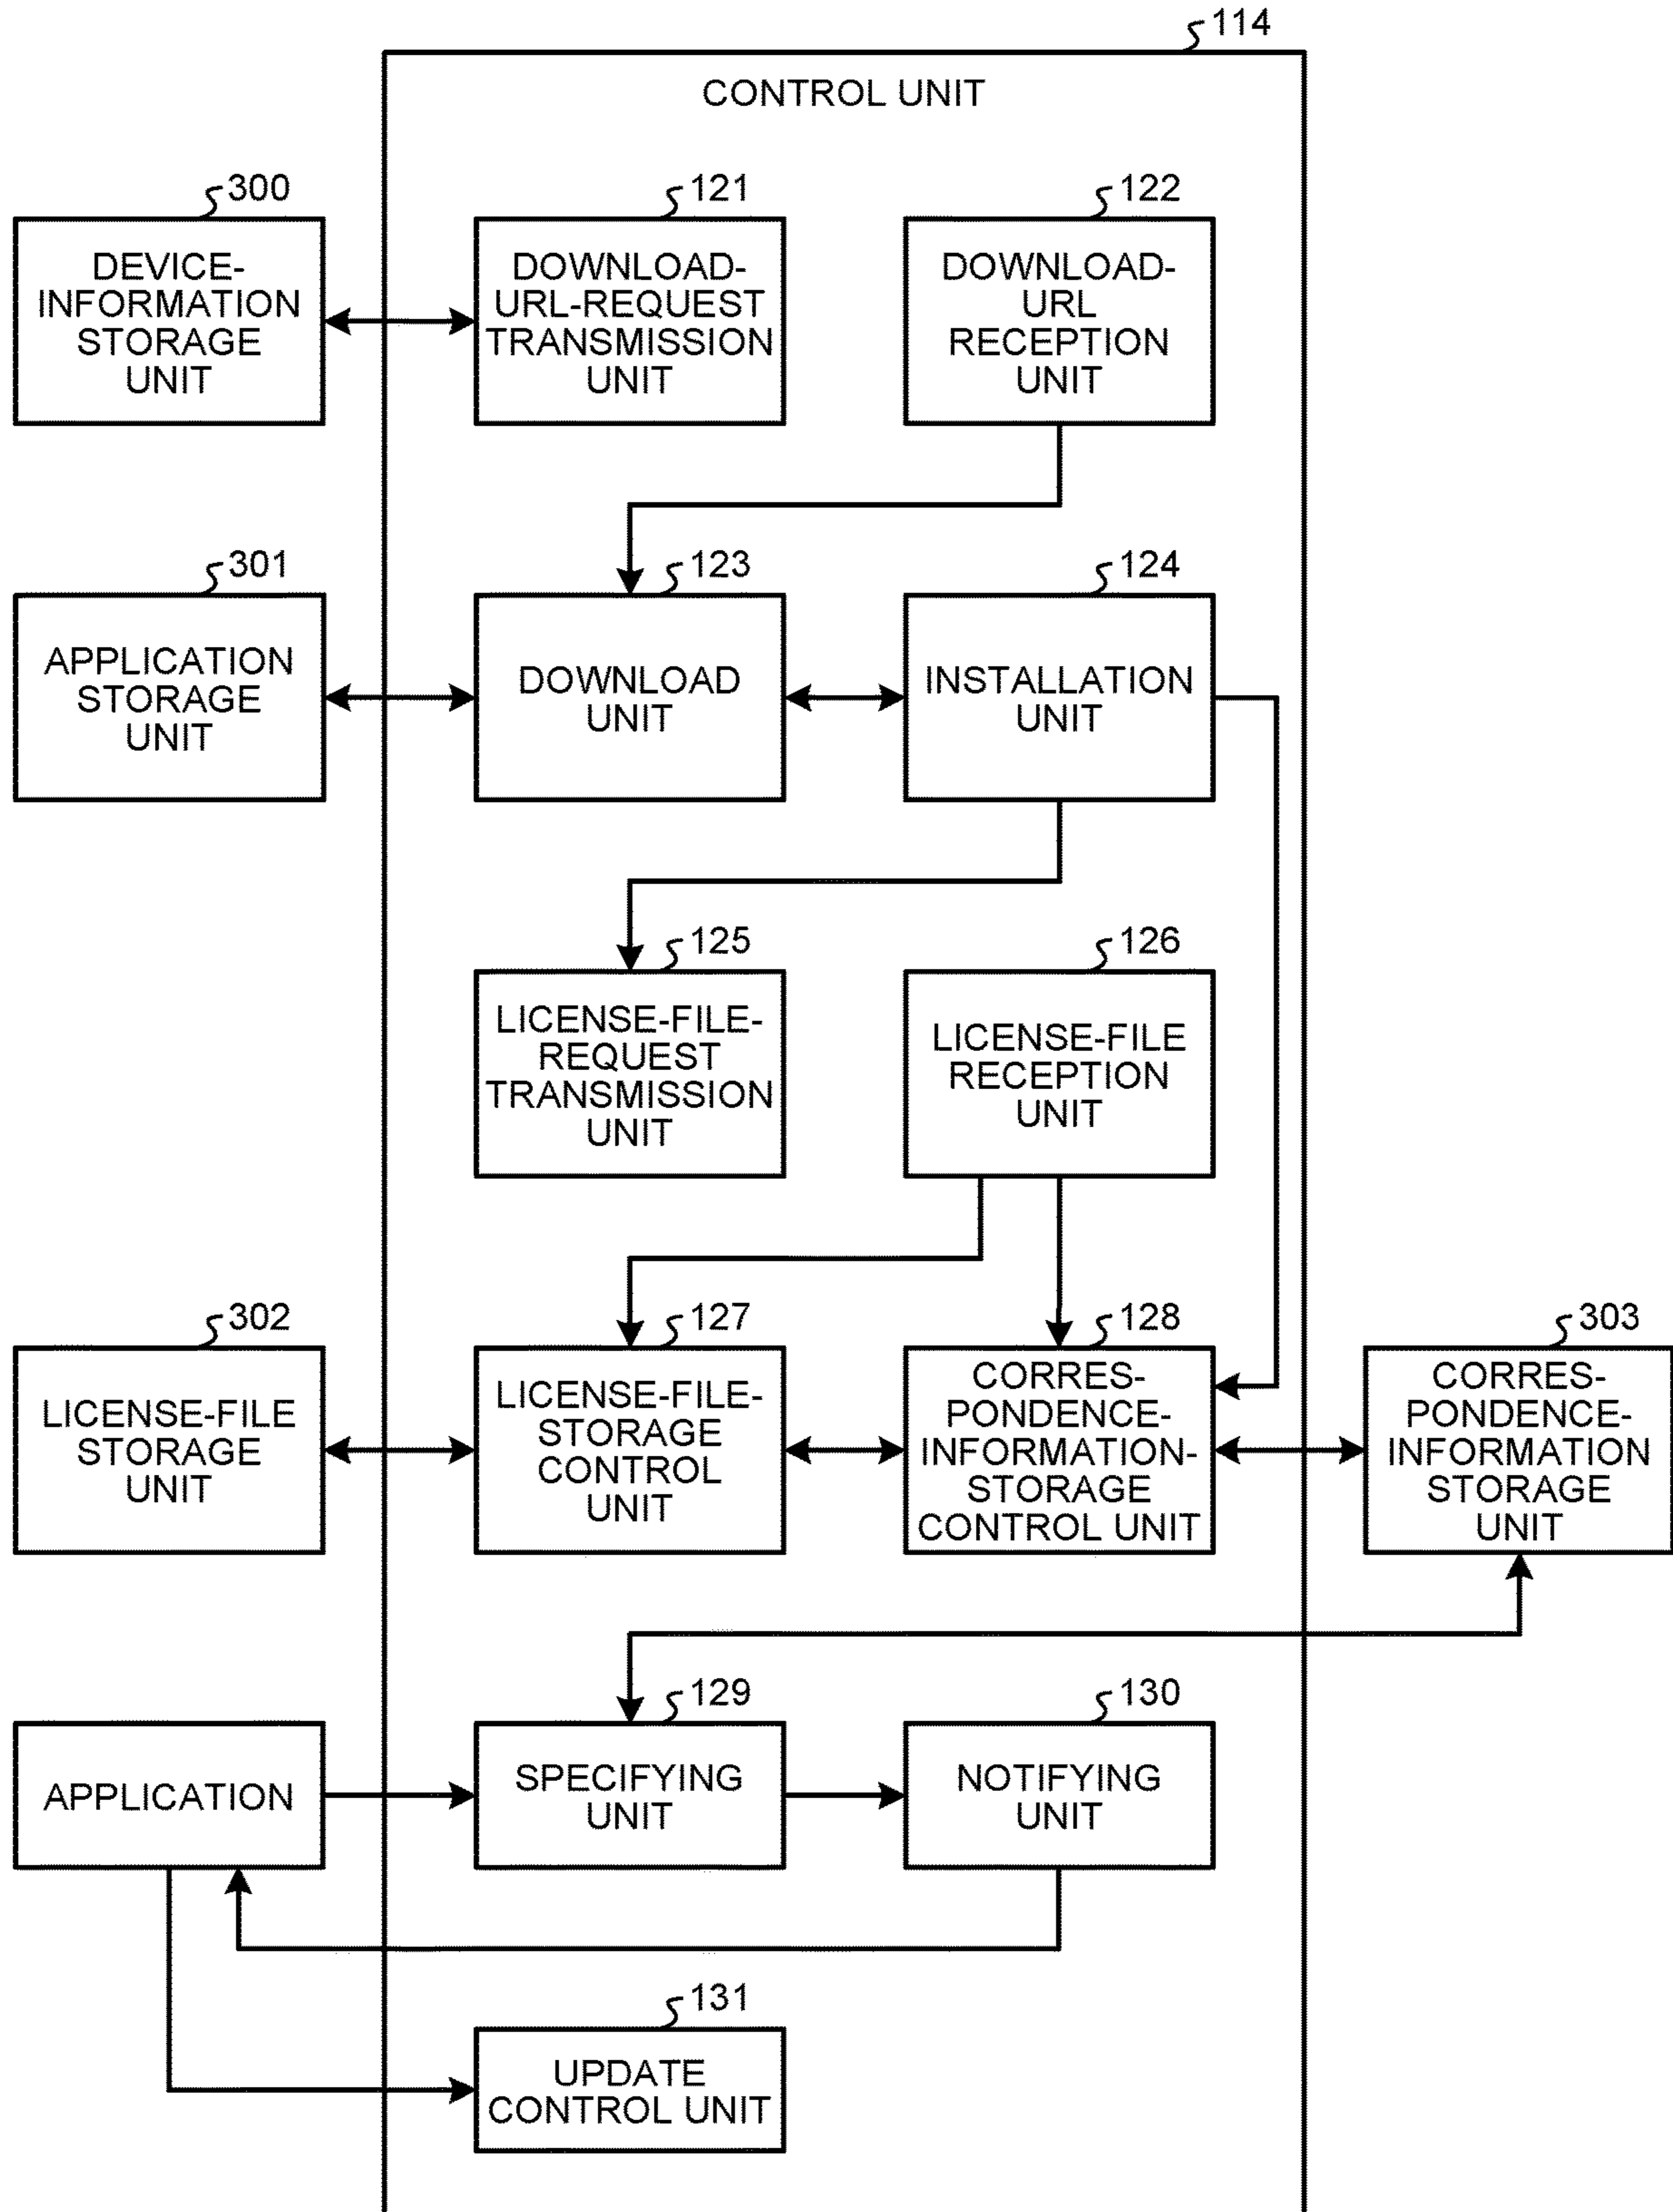 114
CONTROL UNIT
300
DEVICE-
INFORMATION
STORAGE
UNIT
121
DOWNLOAD-
URL-REQUEST
TRANSMISSION
UNIT
122
DOWNLOAD-
URL
RECEPTION
UNIT
301
APPLICATION
STORAGE
UNIT
123
DOWNLOAD
UNIT
124
INSTALLATION
UNIT
125
LICENSE-FILE-
REQUEST
TRANSMISSION
UNIT
126
LICENSE-FILE
RECEPTION
UNIT
302
LICENSE-FILE
STORAGE
UNIT
127
LICENSE-FILE-
STORAGE
CONTROL
UNIT
128
CORRES-
PONDENCE-
INFORMATION-
STORAGE
CONTROL UNIT
303
CORRES-
PONDENCE-
INFORMATION
STORAGE
UNIT
APPLICATION
129
SPECIFYING
UNIT
130
NOTIFYING
UNIT
131
UPDATE
CONTROL UNIT